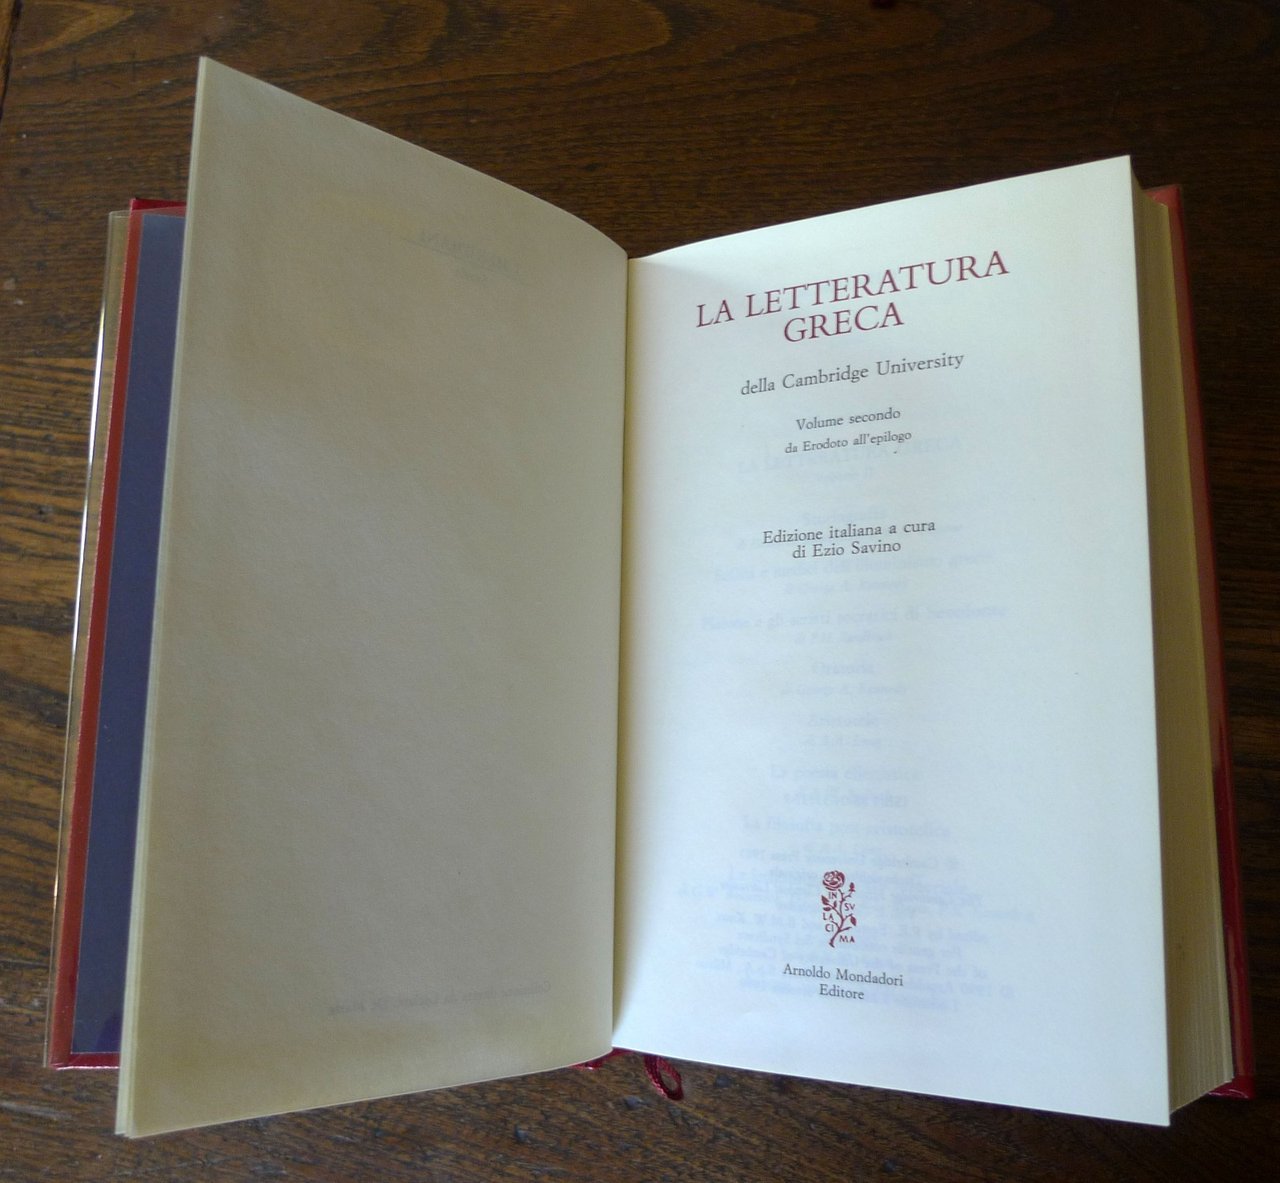 LA LETTERATURA
GRECA
della Cambridge University
Volume secondo
da Erodoto all'epilogo
Edizione italiana a cura
di Ezio Savino
IN
SV
LA
CI
MA
Arnoldo Mondadori
Editore